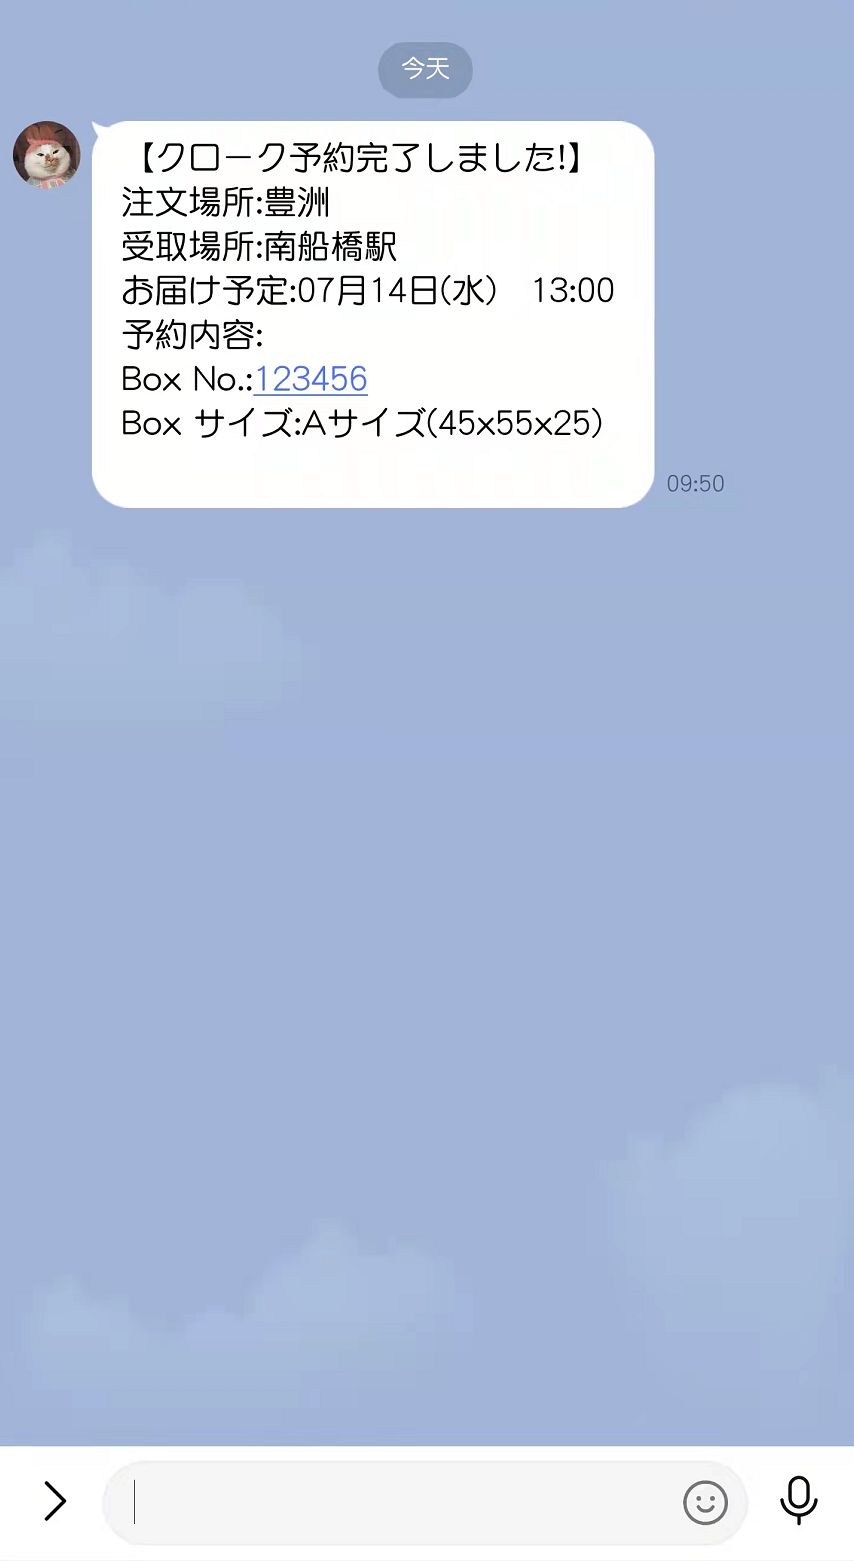 今天
【クローク予約完了しました!】
注文場所:豊洲
受取場所:南船橋駅
お届け予定:07月14日(水)　13:00
予約内容:
Box No.:123456
Box サイズ:Aサイズ(45x55x25)
09:50